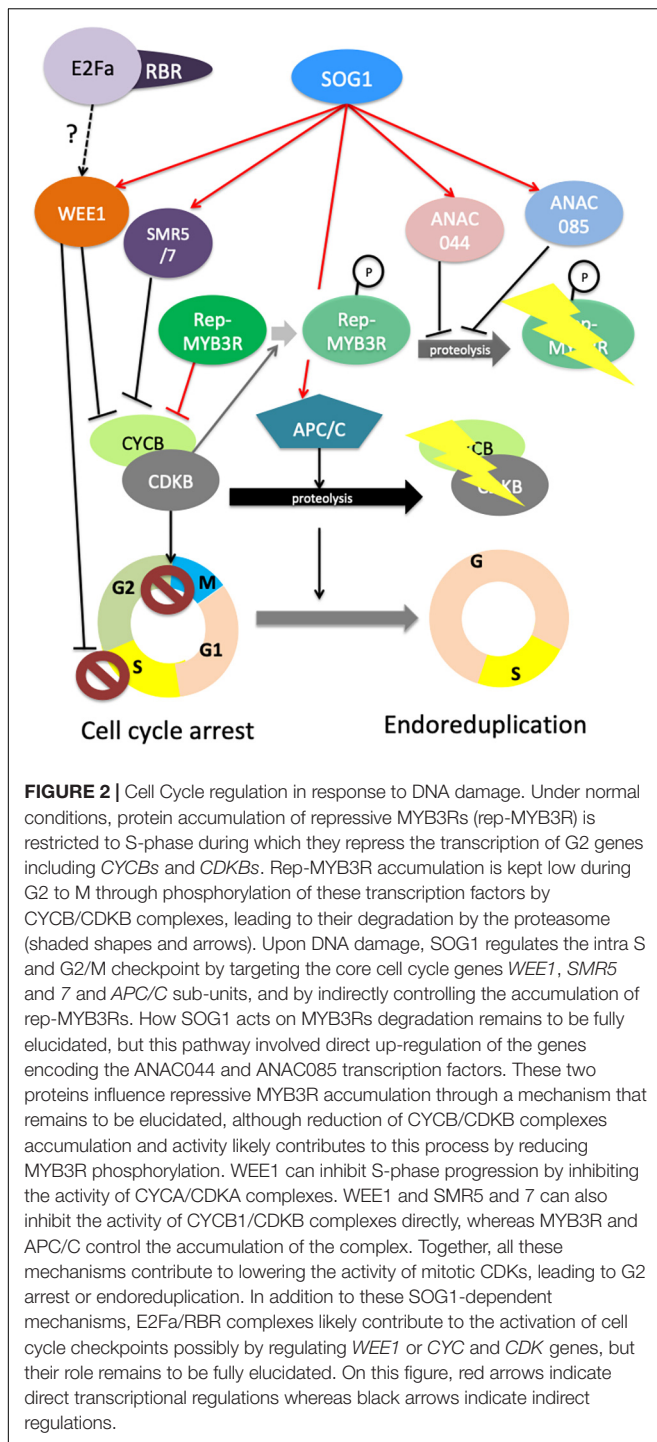 E2Fa
RBR
SOG1
?
WEE1
SMR5
/7
ANAC
044
ANAC
085
P
P
Rep-
MYB3R
Rep-
MYB3R
proteolysis
CYCB
CDKB
APC/C
proteolysis
G2
M
G1
S
G
S
Cell cycle arrest
Endoreduplication
FIGURE 2 | Cell Cycle regulation in response to DNA damage. Under normal
conditions, protein accumulation of repressive MYB3Rs (rep-MYB3R) is
restricted to S-phase during which they repress the transcription of G2 genes
including CYCBs and CDKBs. Rep-MYB3R accumulation is kept low during
G2 to M through phosphorylation of these transcription factors by
CYCB/CDKB complexes, leading to their degradation by the proteasome
(shaded shapes and arrows). Upon DNA damage, SOG1 regulates the intra S
and G2/M checkpoint by targeting the core cell cycle genes WEE1, SMR5
and 7 and APC/C sub-units, and by indirectly controlling the accumulation of
rep-MYB3Rs. How SOG1 acts on MYB3Rs degradation remains to be fully
elucidated, but this pathway involved direct up-regulation of the genes
encoding the ANAC044 and ANAC085 transcription factors. These two
proteins influence repressive MYB3R accumulation through a mechanism that
remains to be elucidated, although reduction of CYCB/CDKB complexes
accumulation and activity likely contributes to this process by reducing
MYB3R phosphorylation. WEE1 can inhibit S-phase progression by inhibiting
the activity of CYCA/CDKA complexes. WEE1 and SMR5 and 7 can also
inhibit the activity of CYCB1/CDKB complexes directly, whereas MYB3R and
APC/C control the accumulation of the complex. Together, all these
mechanisms contribute to lowering the activity of mitotic CDKs, leading to G2
arrest or endoreduplication. In addition to these SOG1-dependent
mechanisms, E2Fa/RBR complexes likely contribute to the activation of cell
cycle checkpoints possibly by regulating WEE1 or CYC and CDK genes, but
their role remains to be fully elucidated. On this figure, red arrows indicate
direct transcriptional regulations whereas black arrows indicate indirect
regulations.